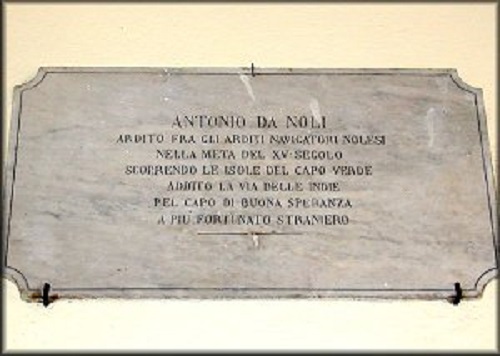 ANTONIO DA NOLI
ARDITO FRA GLI ARDITI NAVIGATORI NOLESI
NELLA METÀ DEL XV SEGOLO
SCOPRENDO LE ISOLE DEL CAPO VERDE
ADDITÒ LA VIA DELLE INDIE
PEL CAPO DI BUONA SPERANZA
A PIÙ FORTUNATO STRANIERO